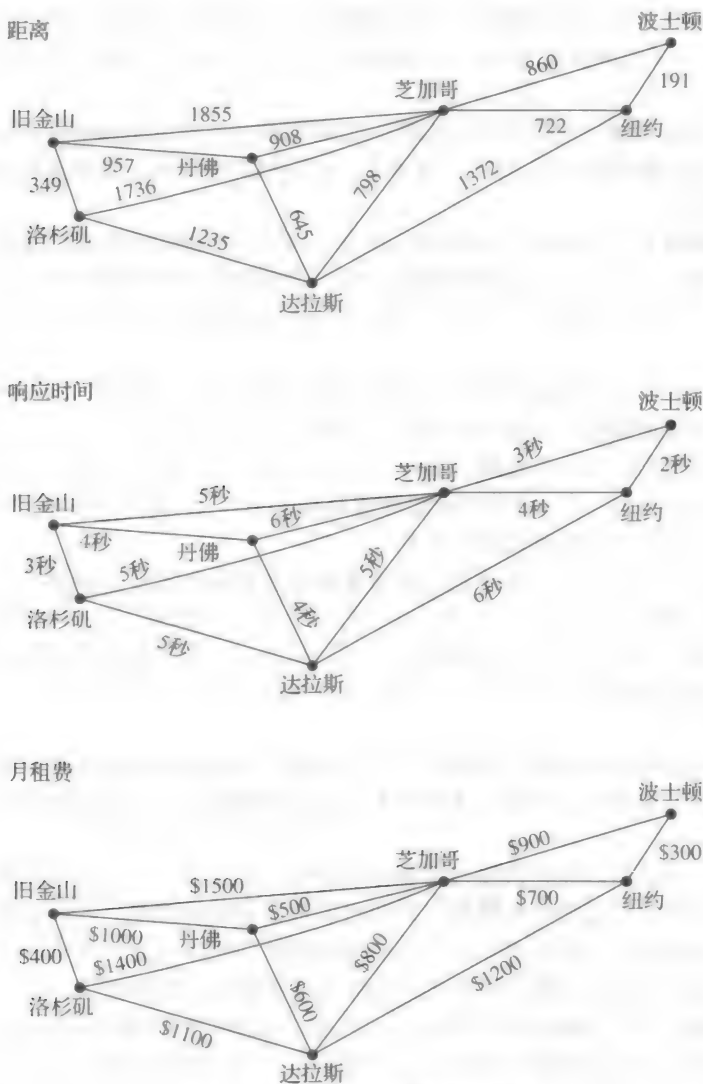 距离
波士顿
860
191
芝加哥
旧金山
1855
722
纽约
908
957
丹佛
349
1736
798
1372
洛杉矶
1235
645
达拉斯
响应时间
波士顿
3秒
2秒
芝加哥
旧金山
5秒
4秒
纽约
6秒
4秒
丹佛
3秒
5秒
5秒
6秒
洛杉矶
4秒
5秒
达拉斯
月租费
波士顿
$900
$300
芝加哥
旧金山
$1500
$700
纽约
$500
$1000
丹佛
$400
$1400
$800
$1200
洛杉矶
$600
$1100
达拉斯